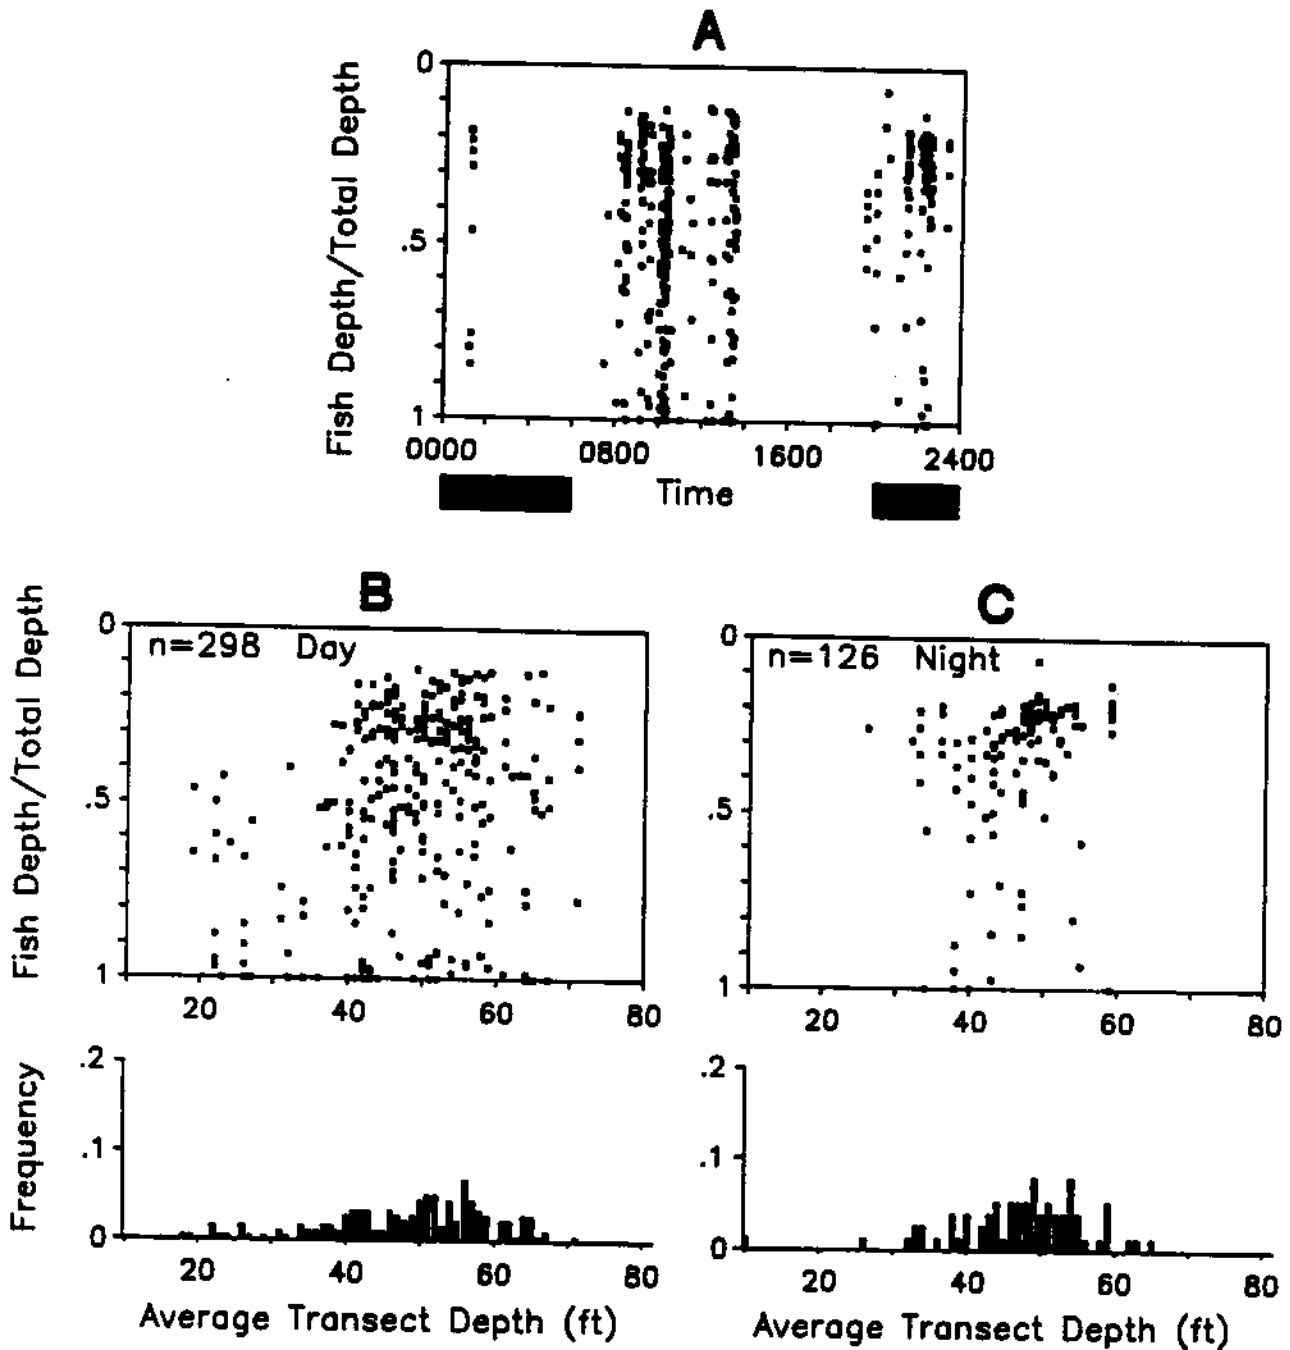 A
Fish Depth/Total Depth
0
.5
1
0000 0800 1600 2400
Time
B
Fish Depth/Total Depth
0
.5
1
n=298 Day
20 40 60 80
C
0
.5
1
n=126 Night
20 40 60 80
Frequency
.2
.1
0
20 40 60 80
Average Transect Depth (ft)
.2
.1
0
20 40 60 80
Average Transect Depth (ft)